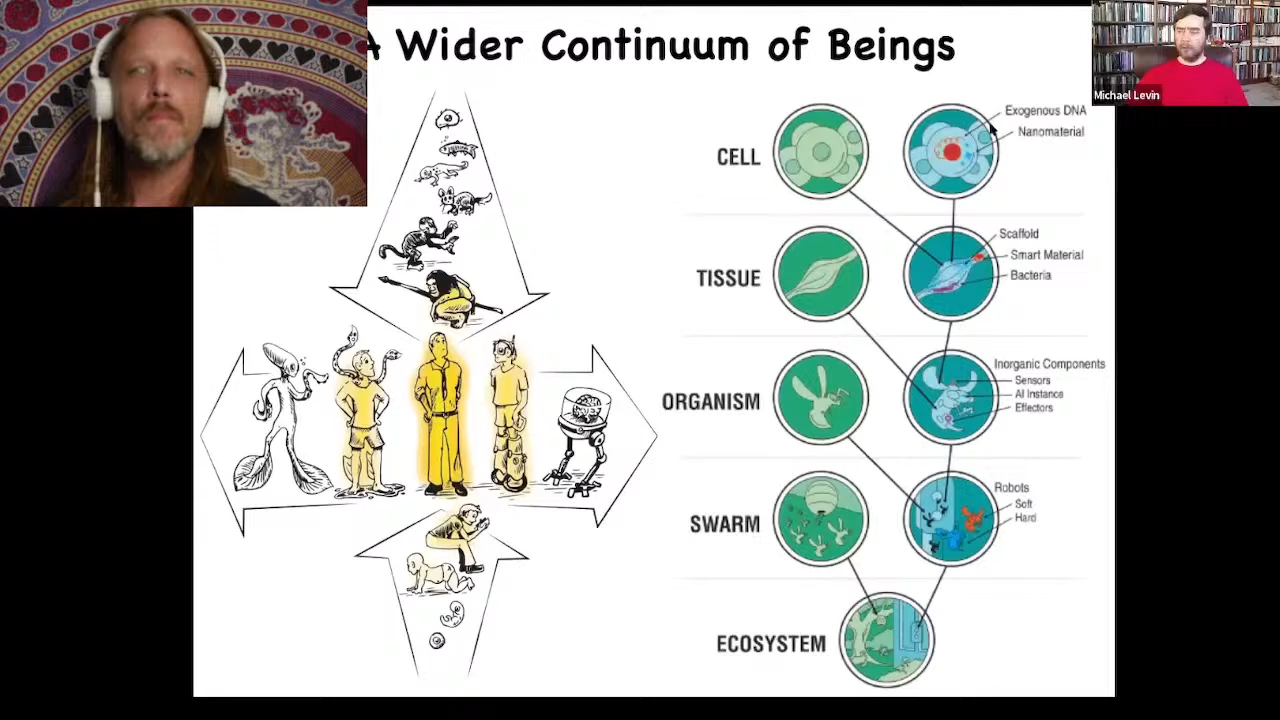 A Wider Continuum of Beings
Michael Levin
CELL
Exogenous DNA
Nanomaterial
TISSUE
Scaffold
Smart Material
Bacteria
ORGANISM
Inorganic Components
Sensors
AI Instance
Effectors
SWARM
Robots
Soft
Hard
ECOSYSTEM